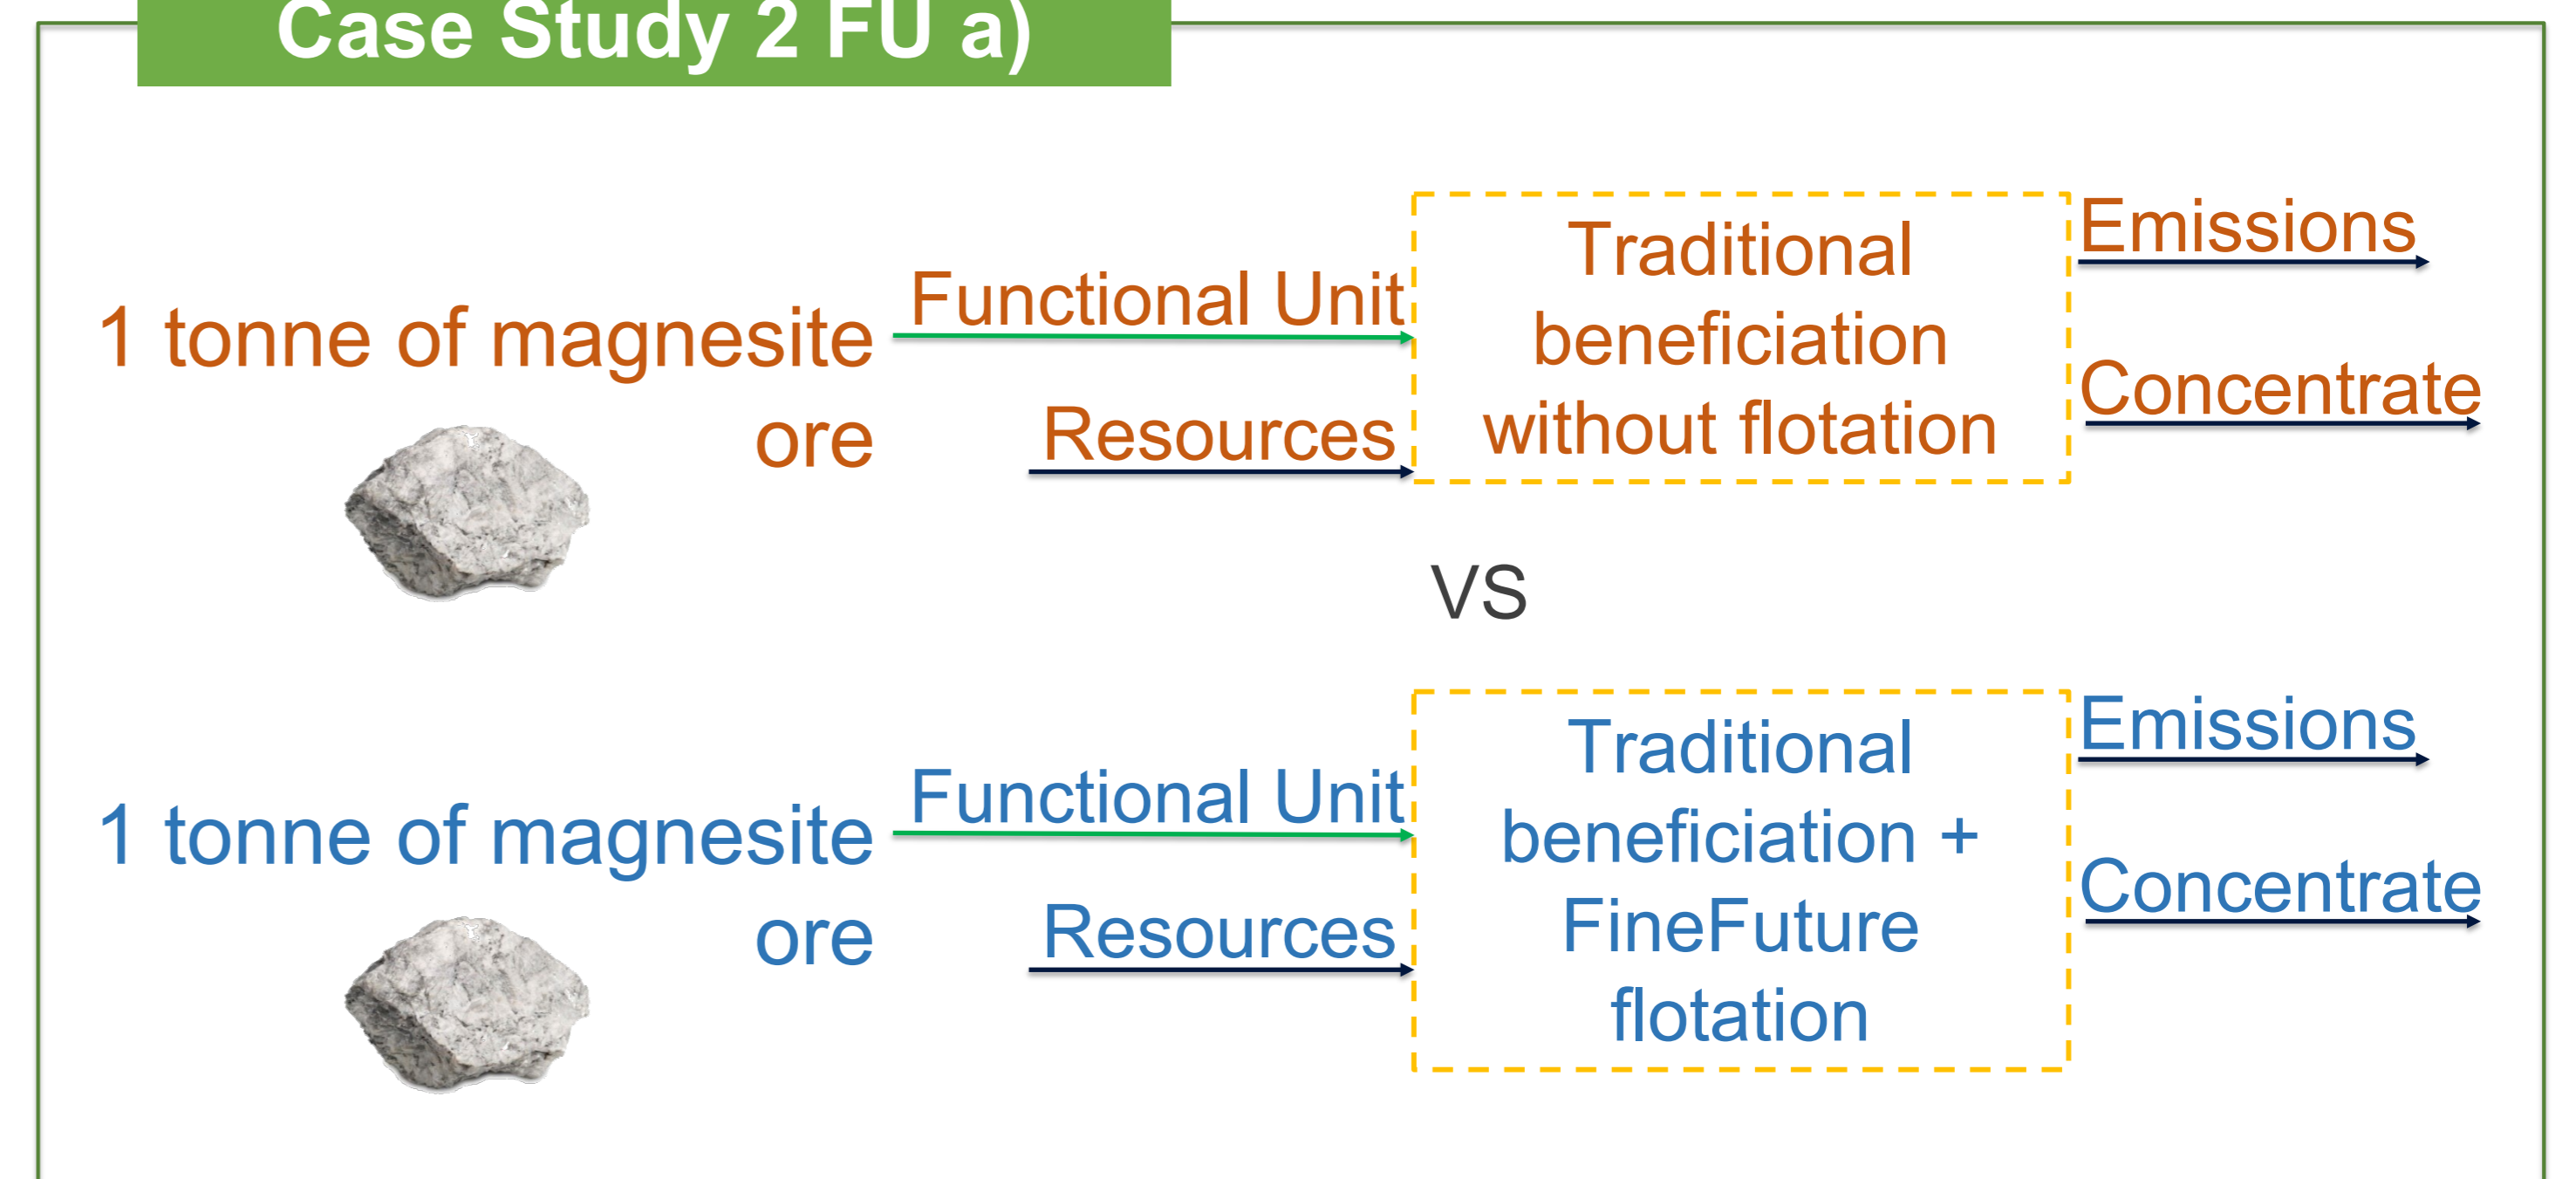 Case Study 2 FU a)
1 tonne of magnesite
ore
Functional Unit
Resources
Traditional
beneficiation
without flotation
Emissions
Concentrate
VS
1 tonne of magnesite
ore
Functional Unit
Resources
Traditional
beneficiation +
FineFuture
flotation
Emissions
Concentrate